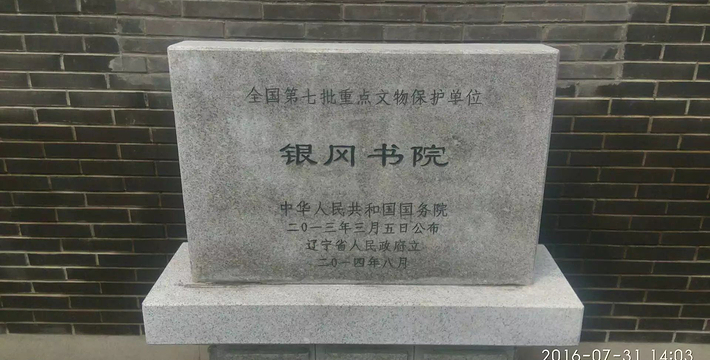 全国第七批重点文物保护单位
银冈书院
中华人民共和国国务院
二〇一三年三月五日公布
辽宁省人民政府立
二〇一四年八月
2016-07-31 14:03